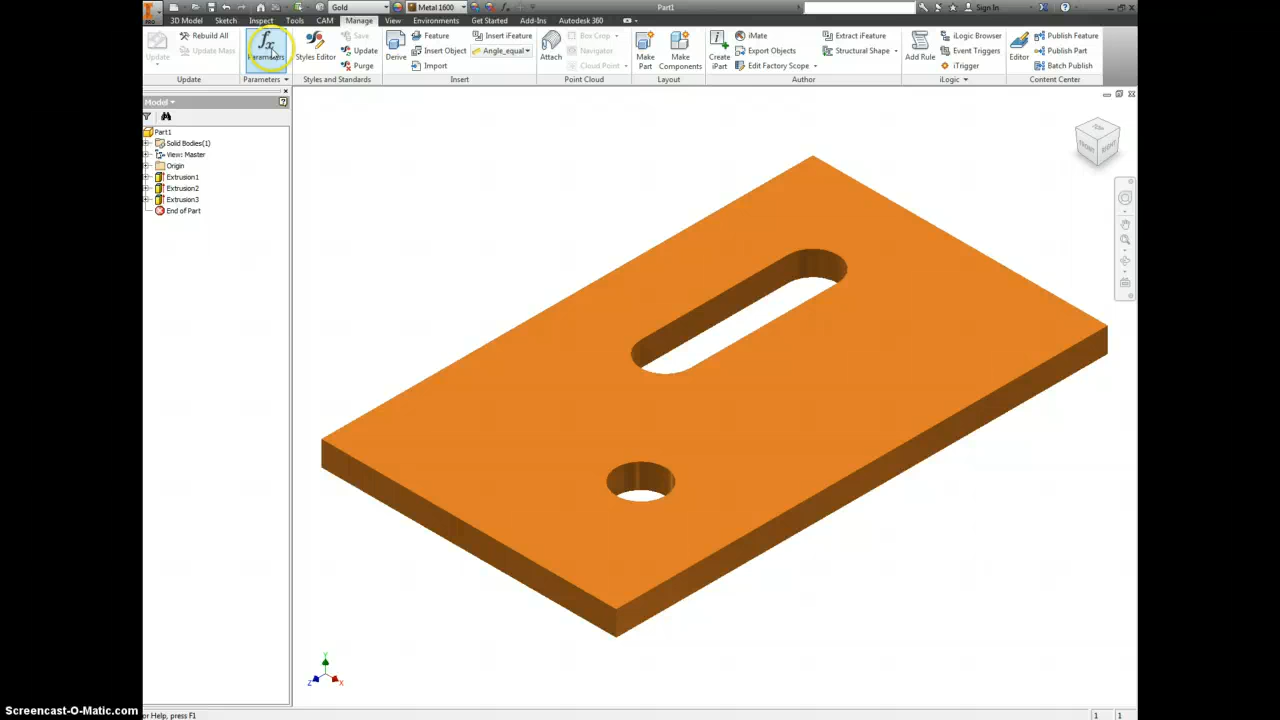 Gold
Metal 1600
Part1
Sign In
PRO
3D Model Sketch Inspect Tools CAM Manage View Environments Get Started Add-Ins Autodesk 360
Update
Rebuild All
Update Mass
Update
Parameters
Parameters
Styles Editor
Save
Update
Purge
Styles and Standards
Derive
Feature
Insert Object
Import
Insert iFeature
Angle_equal
Insert
Attach
Box Crop
Navigator
Cloud Point
Point Cloud
Make Part
Make Components
Layout
Create iPart
iMate
Export Objects
Edit Factory Scope
Extract iFeature
Structural Shape
Author
Add Rule
iLogic Browser
Event Triggers
iTrigger
iLogic
Editor
Publish Feature
Publish Part
Batch Publish
Content Center
Model
Part1
Solid Bodies(1)
View: Master
Origin
Extrusion1
Extrusion2
Extrusion3
End of Part
TOP
FRONT
RIGHT
Y
Z
X
Screencast-O-Matic.com
or Help, press F1
1
1